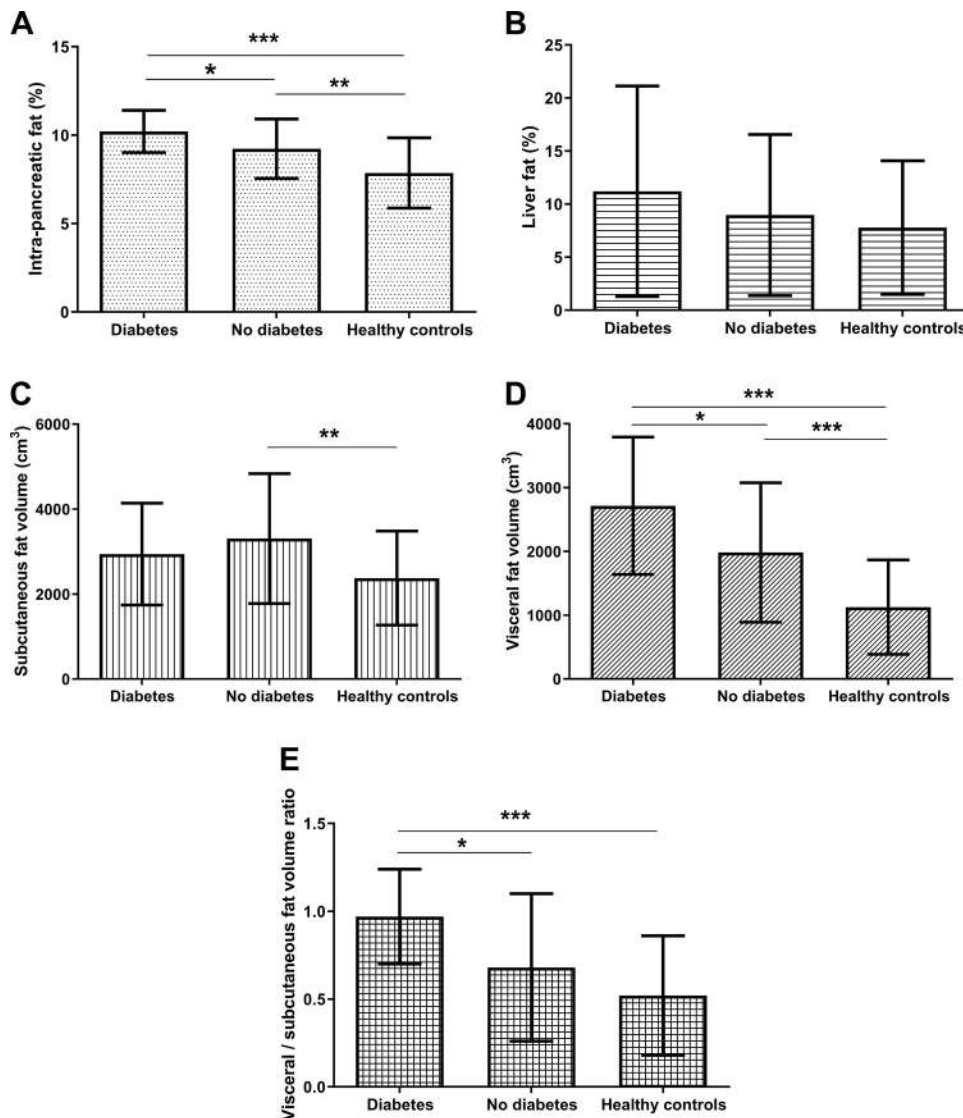 A
Intra-pancreatic fat (%)
15
10
5
0
***
*
**
Diabetes
No diabetes
Healthy controls
B
Liver fat (%)
25
20
15
10
5
0
Diabetes
No diabetes
Healthy controls
C
Subcutaneous fat volume (cm³)
6000
4000
2000
0
**
Diabetes
No diabetes
Healthy controls
D
Visceral fat volume (cm³)
4000
3000
2000
1000
0
***
*
***
Diabetes
No diabetes
Healthy controls
E
Visceral / subcutaneous fat volume ratio
1.5
1.0
0.5
0.0
***
*
Diabetes
No diabetes
Healthy controls